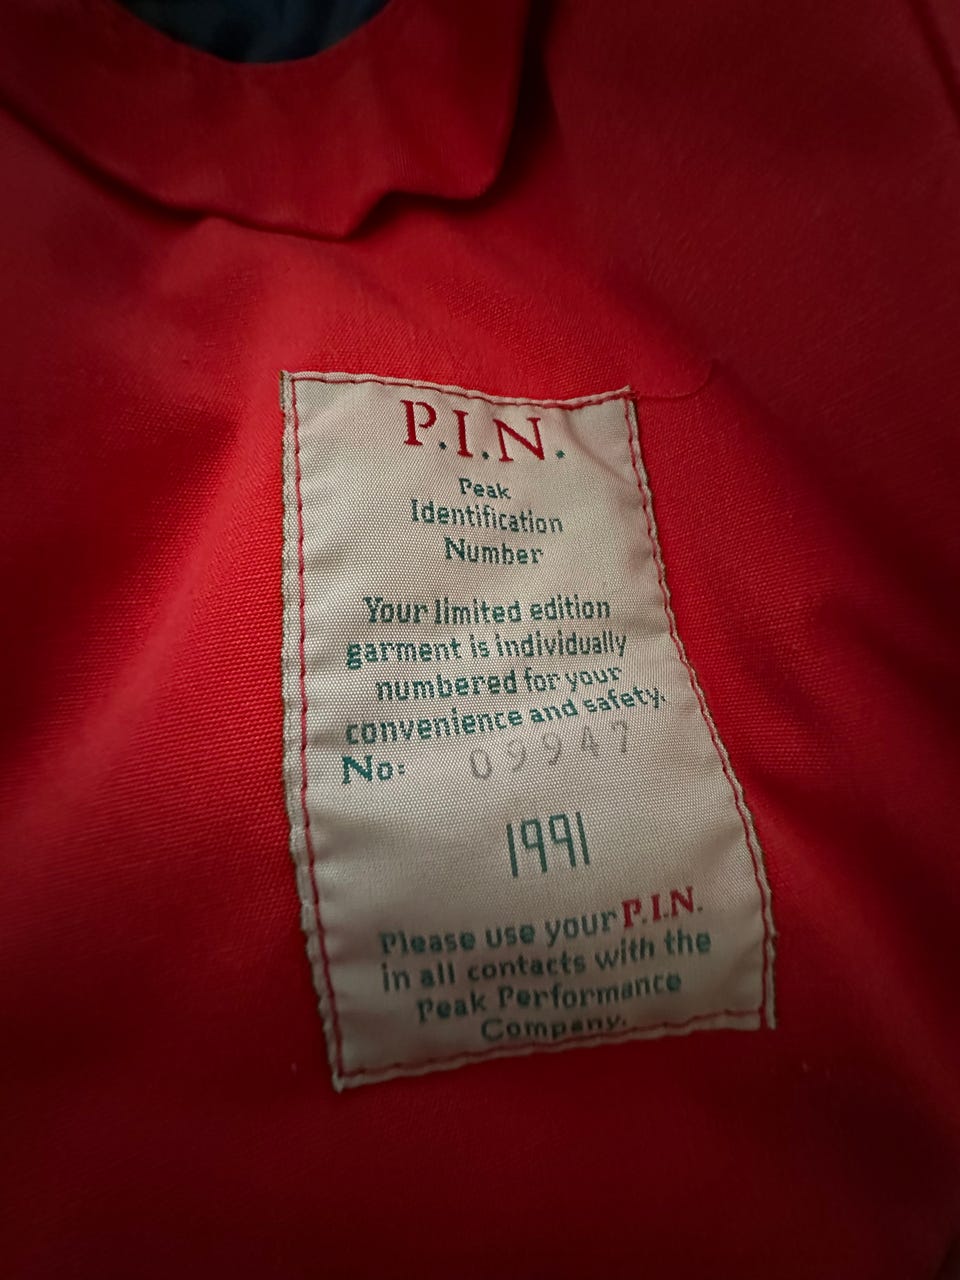 P.I.N.
Peak
Identification
Number
Your limited edition
garment is individually
numbered for your
convenience and safety.
No: 09947
1991
Please use your P.I.N.
in all contacts with the
Peak Performance
Company.